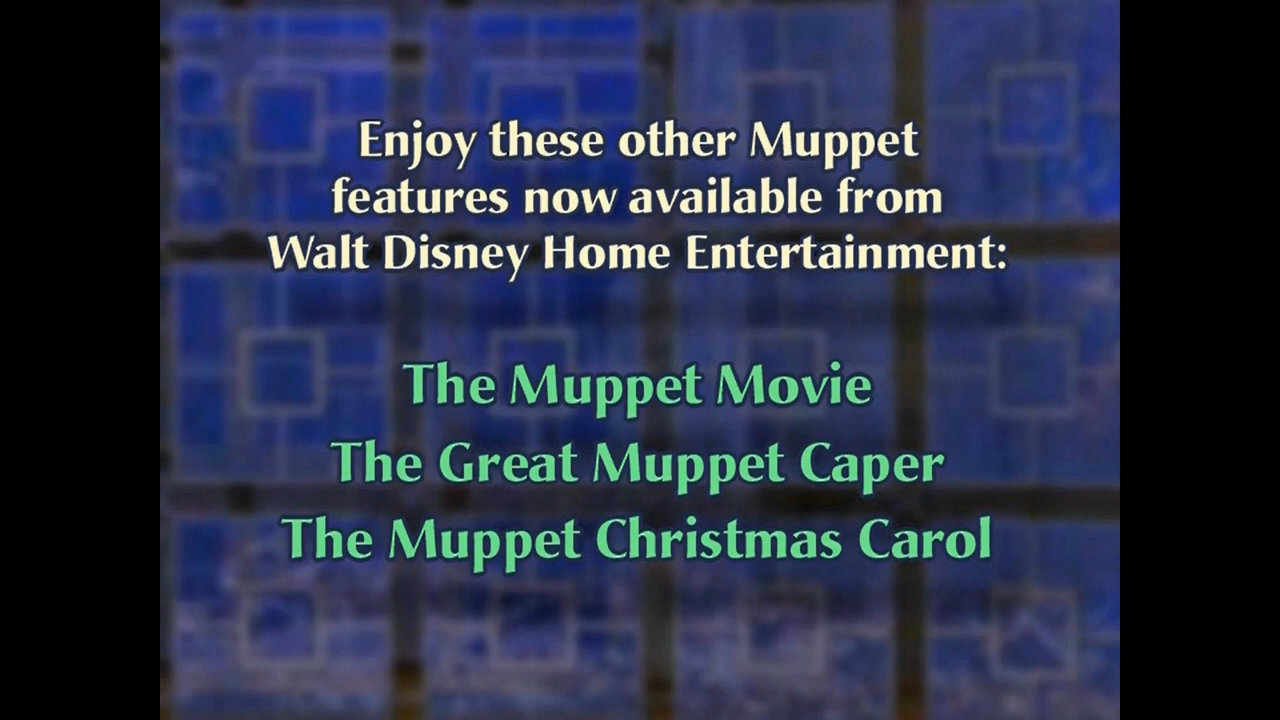 Enjoy these other Muppet
features now available from
Walt Disney Home Entertainment:
The Muppet Movie
The Great Muppet Caper
The Muppet Christmas Carol